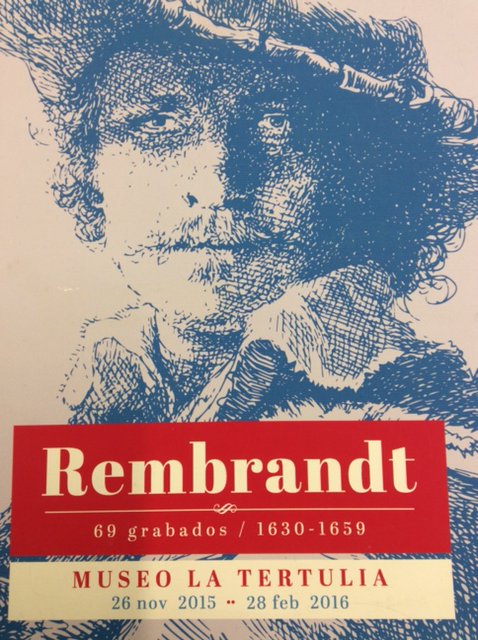 Rembrandt
69 grabados / 1630-1659
MUSEO LA TERTULIA
26 nov 2015 •• 28 feb 2016